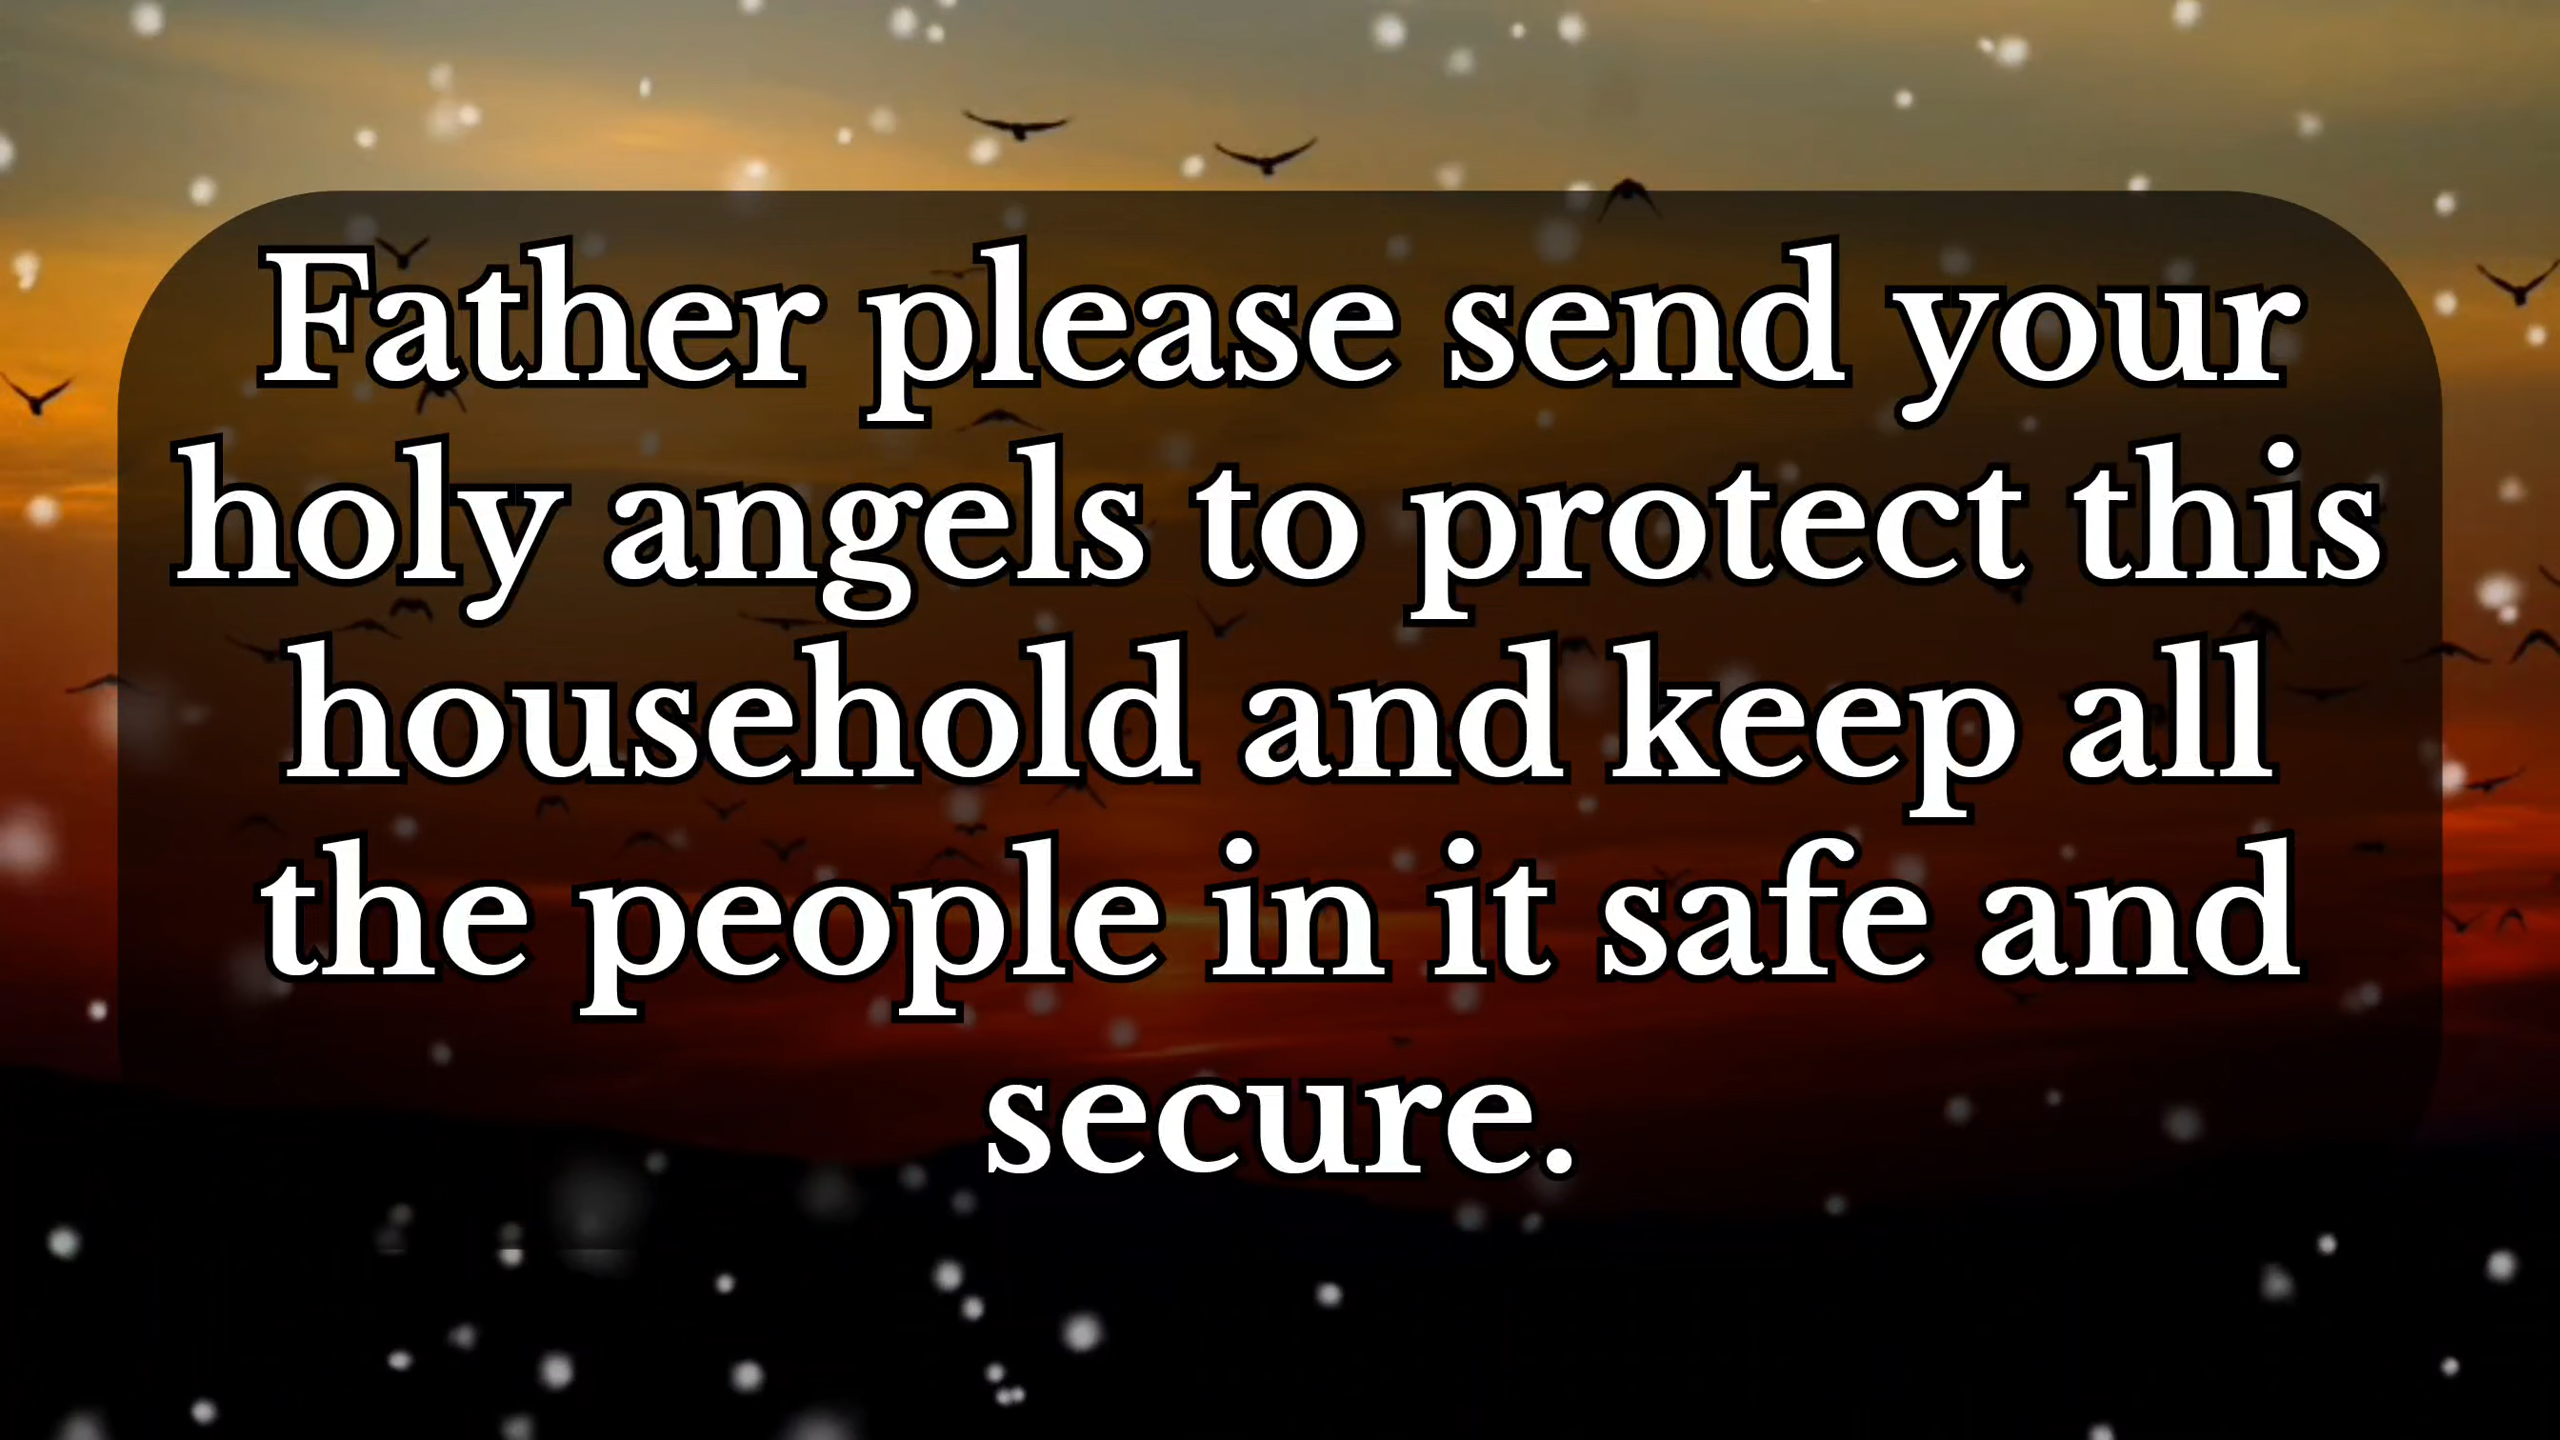 Father please send your
holy angels to protect this
household and keep all
the people in it safe and
secure.